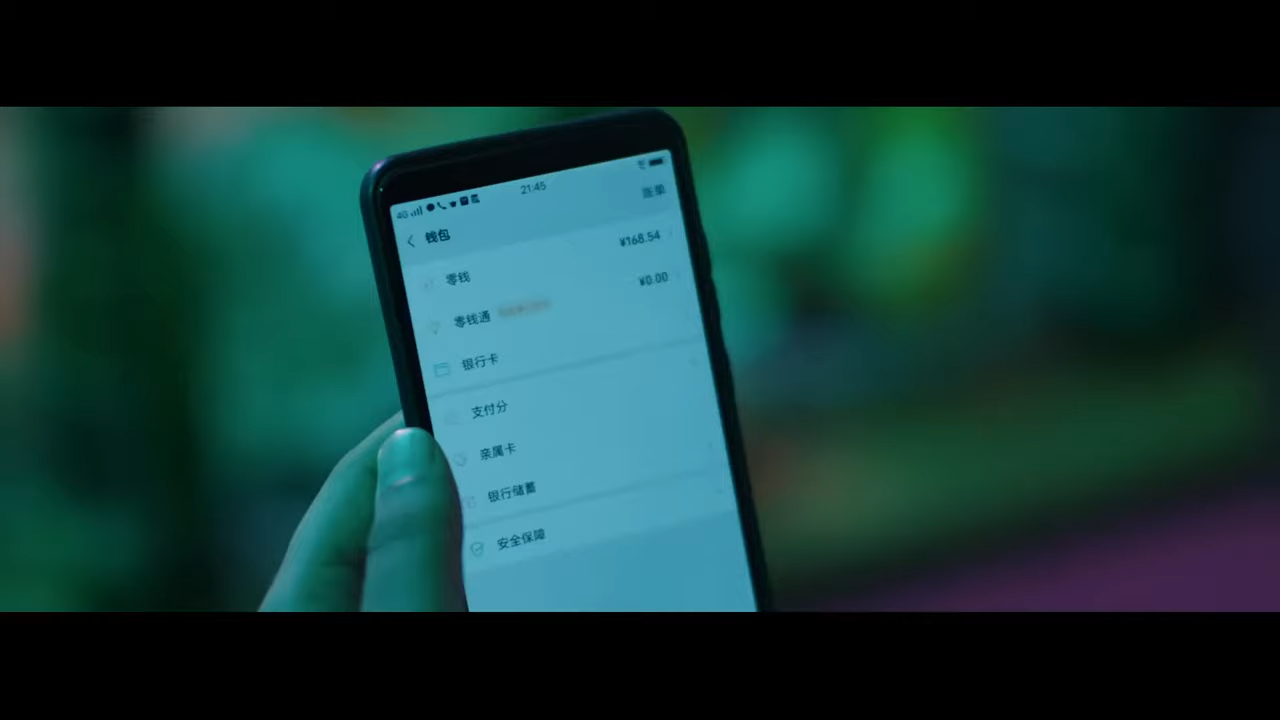 4G 21:45
钱包 账单
零钱 ¥168.54
零钱通 ¥0.00
银行卡
支付分
亲属卡
银行储蓄
安全保障